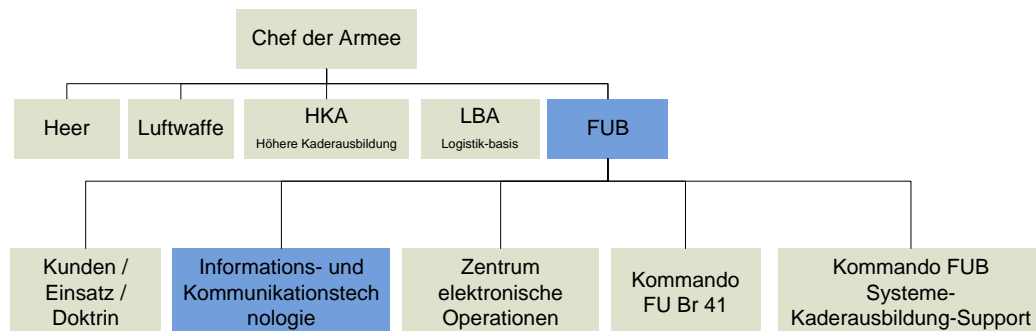 Chef der Armee
Heer
Luftwaffe
HKA
Höhere Kaderausbildung
LBA
Logistik-basis
FUB
Kunden /
Einsatz /
Doktrin
Informations- und
Kommunikationstech
nologie
Zentrum
elektronische
Operationen
Kommando
FU Br 41
Kommando FUB
Systeme-
Kaderausbildung-Support